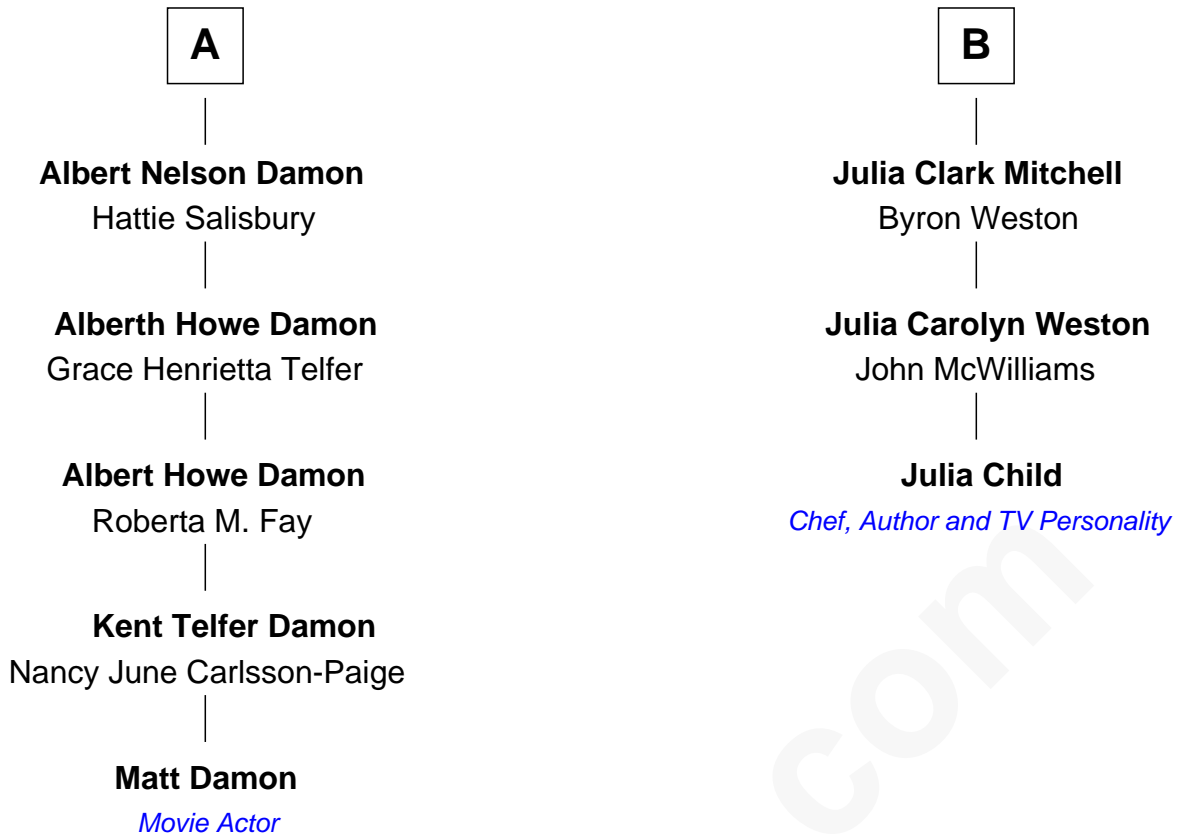 A
Albert Nelson Damon
Hattie Salisbury
Alberth Howe Damon
Grace Henrietta Telfer
Albert Howe Damon
Roberta M. Fay
Kent Telfer Damon
Nancy June Carlsson-Paige
Matt Damon
Movie Actor
B
Julia Clark Mitchell
Byron Weston
Julia Carolyn Weston
John McWilliams
Julia Child
Chef, Author and TV Personality
com